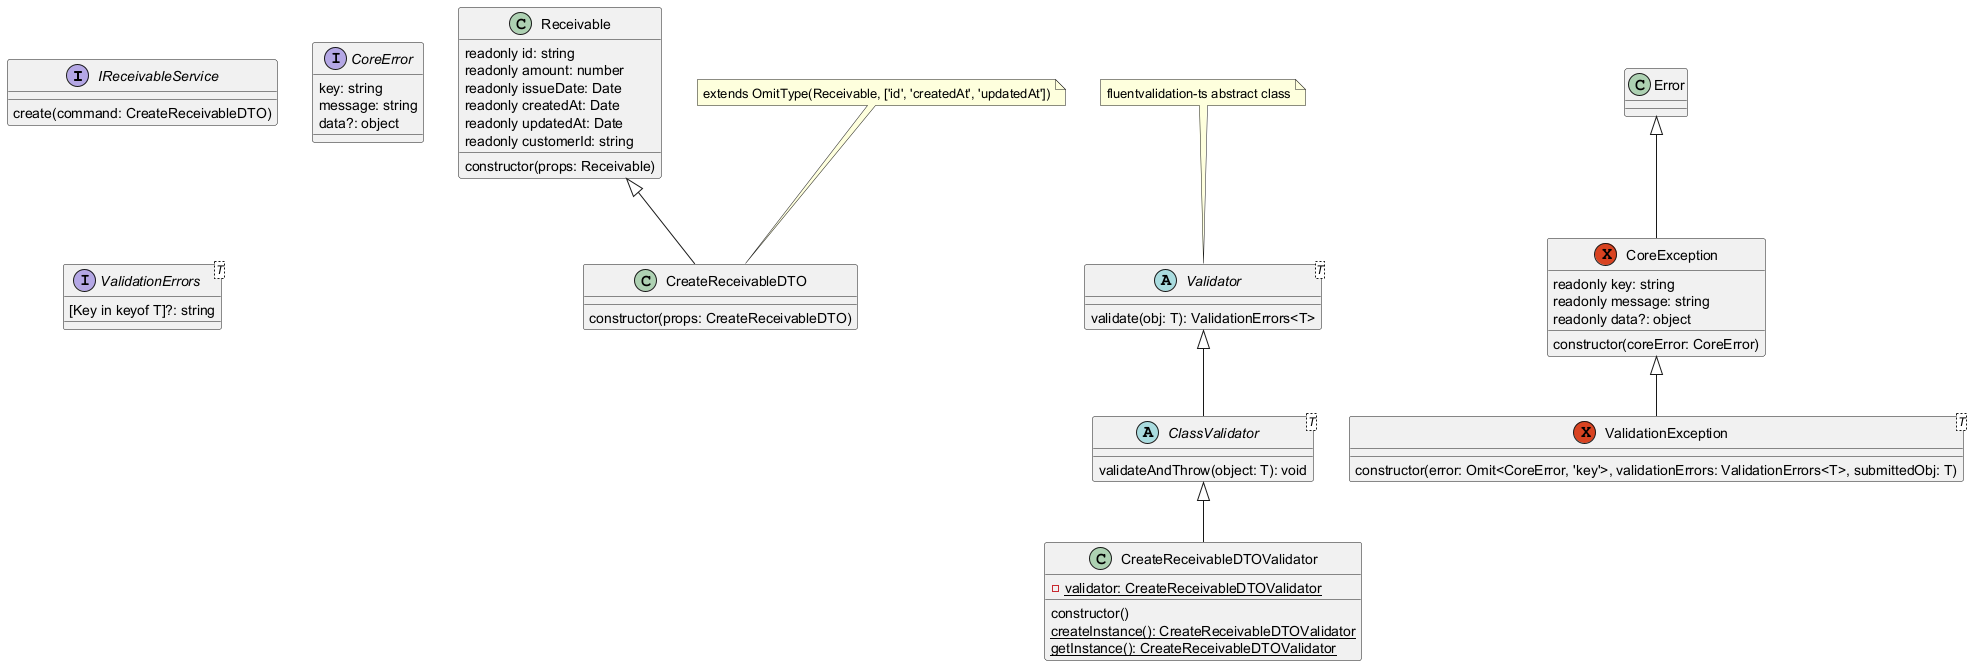 I IReceivableService
create(command: CreateReceivableDTO)
I CoreError
key: string
message: string
data?: object
C Receivable
readonly id: string
readonly amount: number
readonly issueDate: Date
readonly createdAt: Date
readonly updatedAt: Date
readonly customerId: string
constructor(props: Receivable)
extends OmitType(Receivable, ['id', 'createdAt', 'updatedAt'])
fluentvalidation-ts abstract class
C Error
I ValidationErrors T
[Key in keyof T]?: string
C CreateReceivableDTO
constructor(props: CreateReceivableDTO)
A Validator T
validate(obj: T): ValidationErrors<T>
X CoreException
readonly key: string
readonly message: string
readonly data?: object
constructor(coreError: CoreError)
A ClassValidator T
validateAndThrow(object: T): void
X ValidationException T
constructor(error: Omit<CoreError, 'key'>, validationErrors: ValidationErrors<T>, submittedObj: T)
C CreateReceivableDTOValidator
validator: CreateReceivableDTOValidator
constructor()
createInstance(): CreateReceivableDTOValidator
getInstance(): CreateReceivableDTOValidator